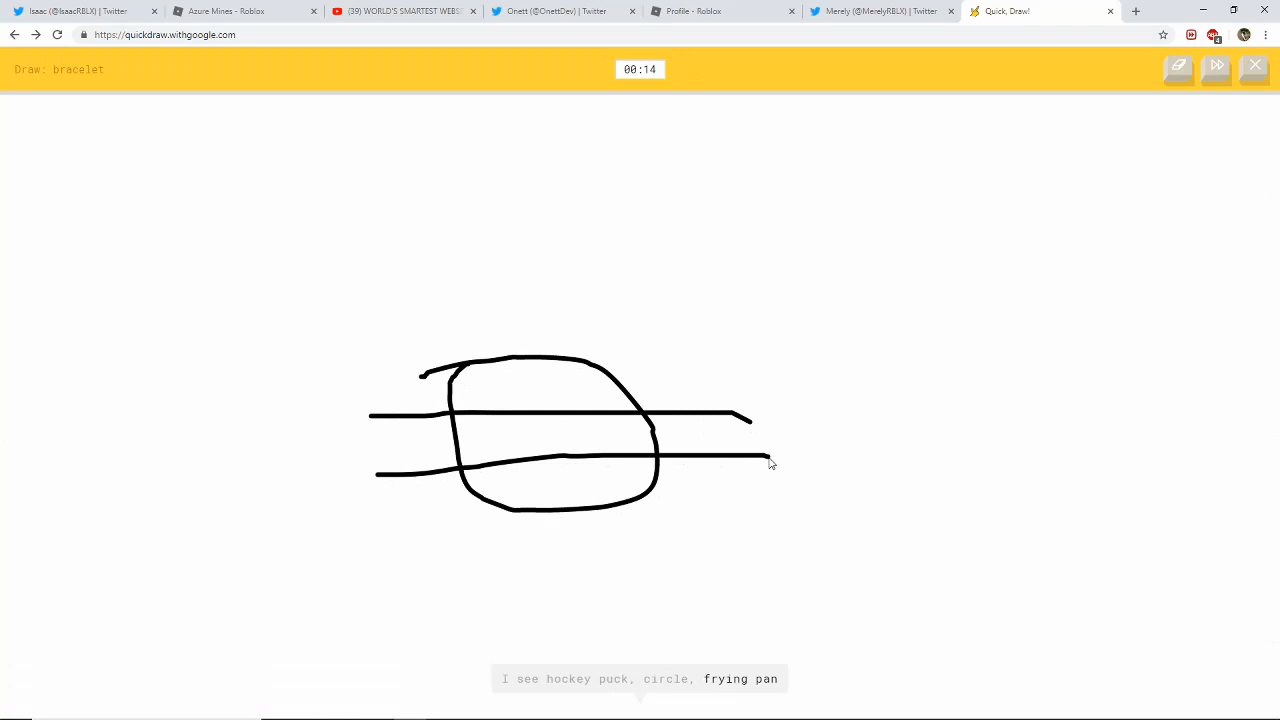 Isaac (@IsaacRBLX) | Twitter
Azure Mines - Roblox
(39) WORLD'S SMARTEST WEBSI
Onett (@OnettDev) | Twitter
Profile - Roblox
Merely (@MerelyRBLX) | Twitter
Quick, Draw!
https://quickdraw.withgoogle.com
Draw: bracelet
00:14
I see hockey puck, circle, frying pan